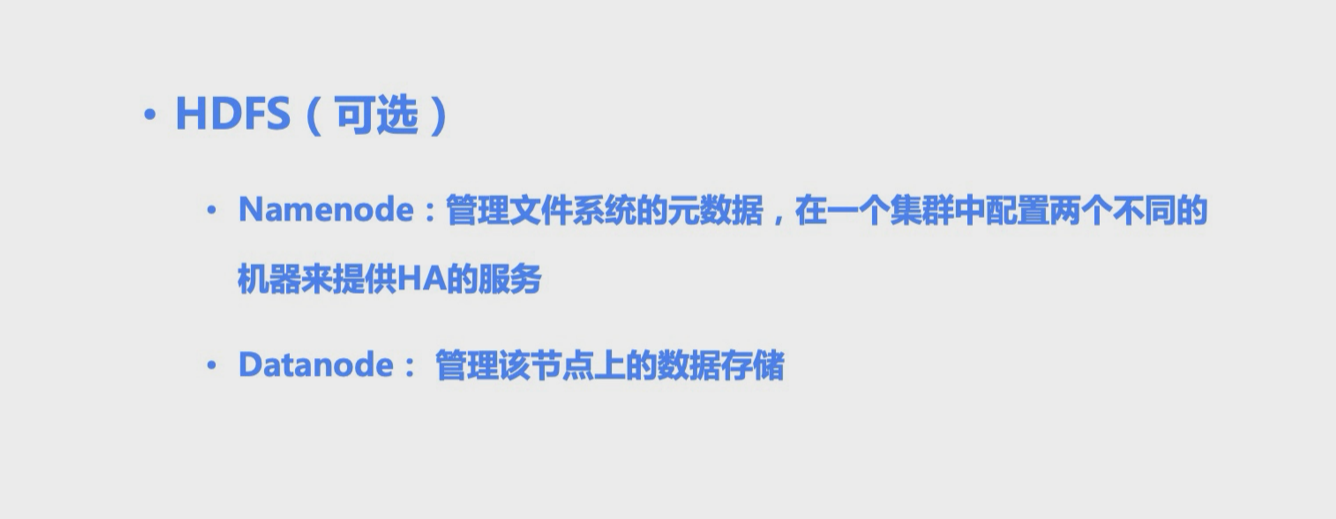 • HDFS（可选）
• Namenode：管理文件系统的元数据，在一个集群中配置两个不同的
机器来提供HA的服务
• Datanode： 管理该节点上的数据存储